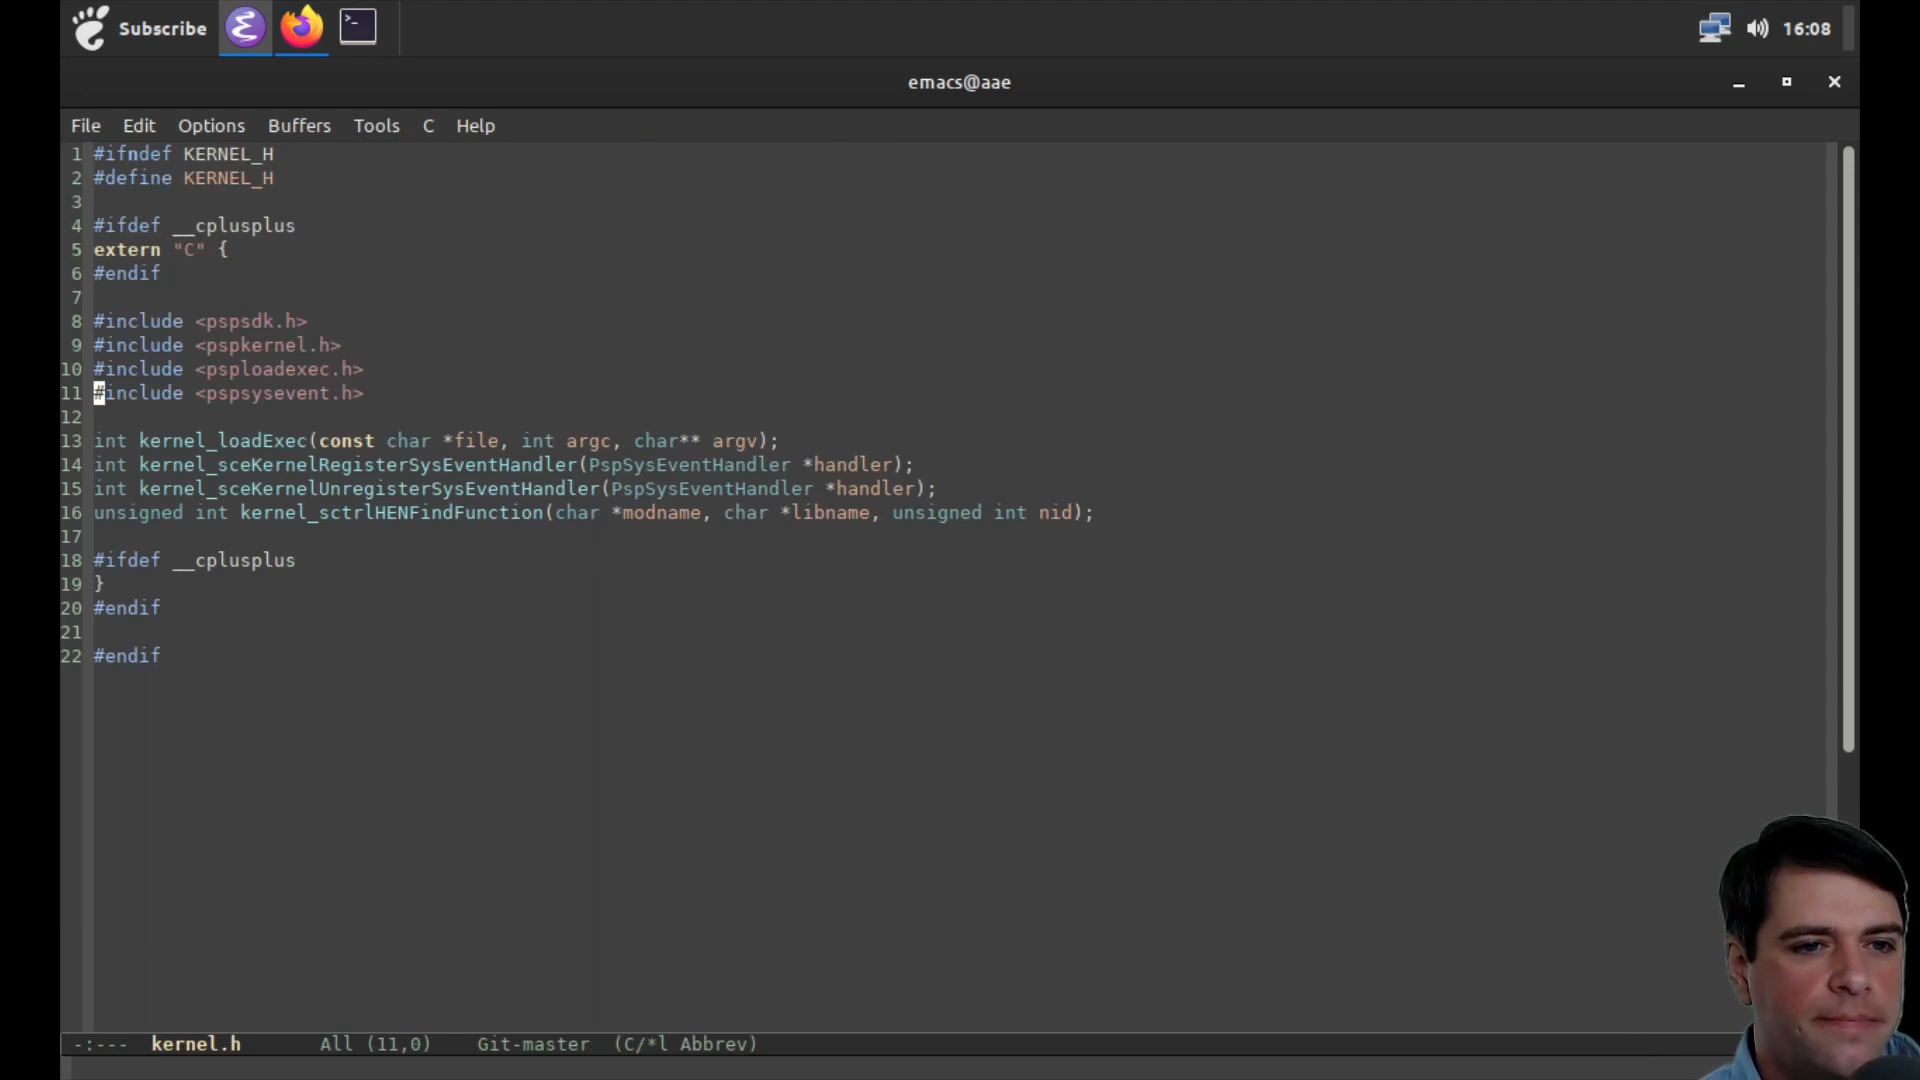 Subscribe
16:08
emacs@aae
File Edit Options Buffers Tools C Help
1 #ifndef KERNEL_H
2 #define KERNEL_H
3
4 #ifdef __cplusplus
5 extern "C" {
6 #endif
7
8 #include <pspsdk.h>
9 #include <pspkernel.h>
10 #include <psploadexec.h>
11 #include <pspsysevent.h>
12
13 int kernel_loadExec(const char *file, int argc, char** argv);
14 int kernel_sceKernelRegisterSysEventHandler(PspSysEventHandler *handler);
15 int kernel_sceKernelUnregisterSysEventHandler(PspSysEventHandler *handler);
16 unsigned int kernel_sctrlHENFindFunction(char *modname, char *libname, unsigned int nid);
17
18 #ifdef __cplusplus
19 }
20 #endif
21
22 #endif
-:--- kernel.h All (11,0) Git-master (C/*l Abbrev)